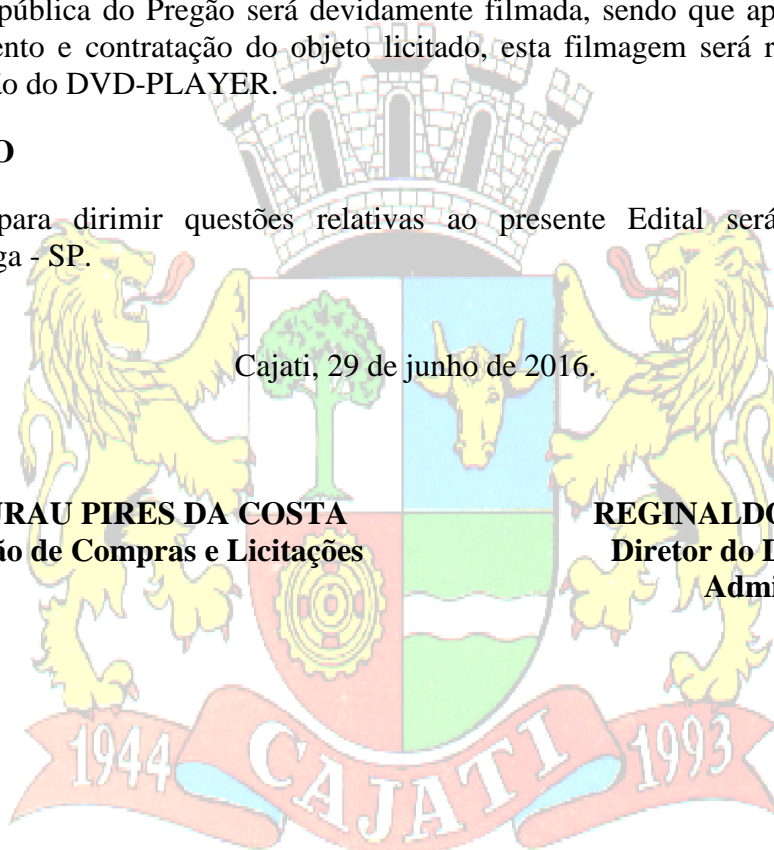 pública do Pregão será devidamente filmada, sendo que ap
ento e contratação do objeto licitado, esta filmagem será r
ão do DVD-PLAYER.
O
para dirimir questões relativas ao presente Edital será
ga - SP.
Cajati, 29 de junho de 2016.
URAU PIRES DA COSTA REGINALDO
ão de Compras e Licitações Diretor do D
Admi
1944 CAJATI 1993